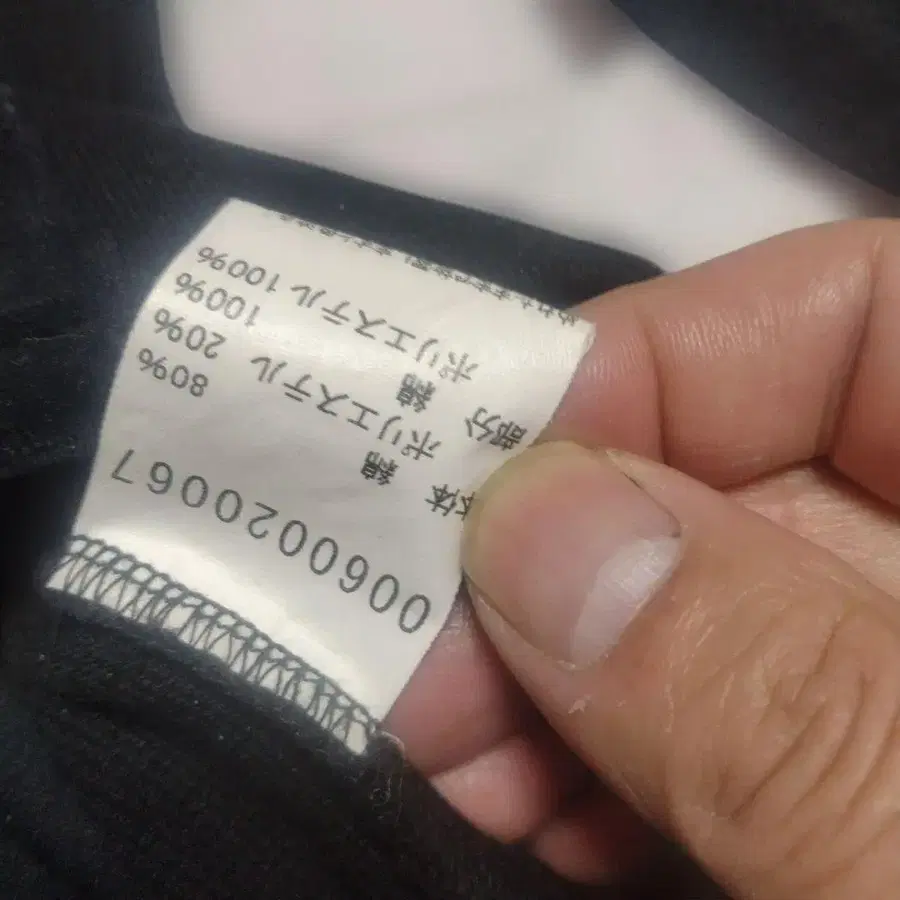 0060020067
本体 綿 80%
ポリエステル 20%
部分 綿 100%
ポリエステル 100%